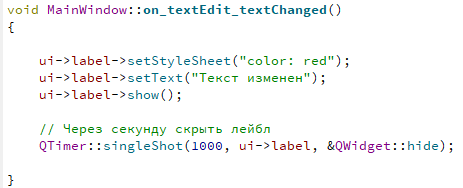 void MainWindow::on_textEdit_textChanged()
{
ui->label->setStyleSheet("color: red");
ui->label->setText("Текст изменен");
ui->label->show();
// Через секунду скрыть лейбл
QTimer::singleShot(1000, ui->label, &QWidget::hide);
}